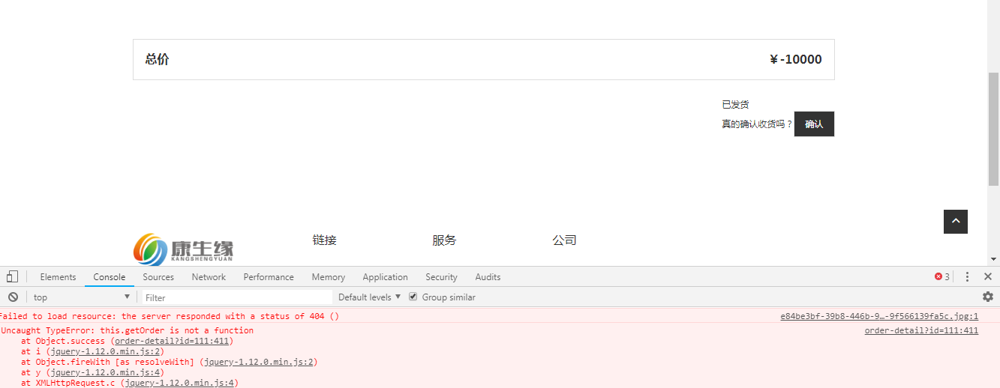 总价 ¥-10000
已发货
真的确认收货吗？ 确认
康生缘 链接 服务 公司
KANGSHENGYUAN
Elements Console Sources Network Performance Memory Application Security Audits 3
top Filter Default levels Group similar
Failed to load resource: the server responded with a status of 404 () e84be3bf-39b8-446b-9…-9f566139fa5c.jpg:1
Uncaught TypeError: this.getOrder is not a function order-detail?id=111:411
at Object.success (order-detail?id=111:411)
at i (jquery-1.12.0.min.js:2)
at Object.fireWith [as resolveWith] (jquery-1.12.0.min.js:2)
at y (jquery-1.12.0.min.js:4)
at XMLHttpRequest.c (jquery-1.12.0.min.js:4)